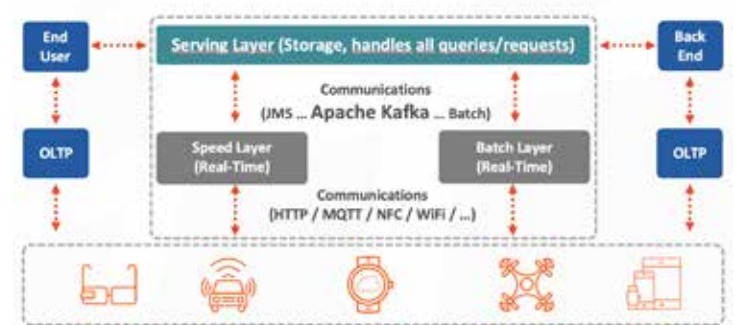 End
User
Serving Layer (Storage, handles all queries/requests)
Back
End
Communications
(JMS ... Apache Kafka ... Batch)
OLTP
Speed Layer
(Real-Time)
Batch Layer
(Real-Time)
OLTP
Communications
(HTTP / MQTT / NFC / WiFi / ...)